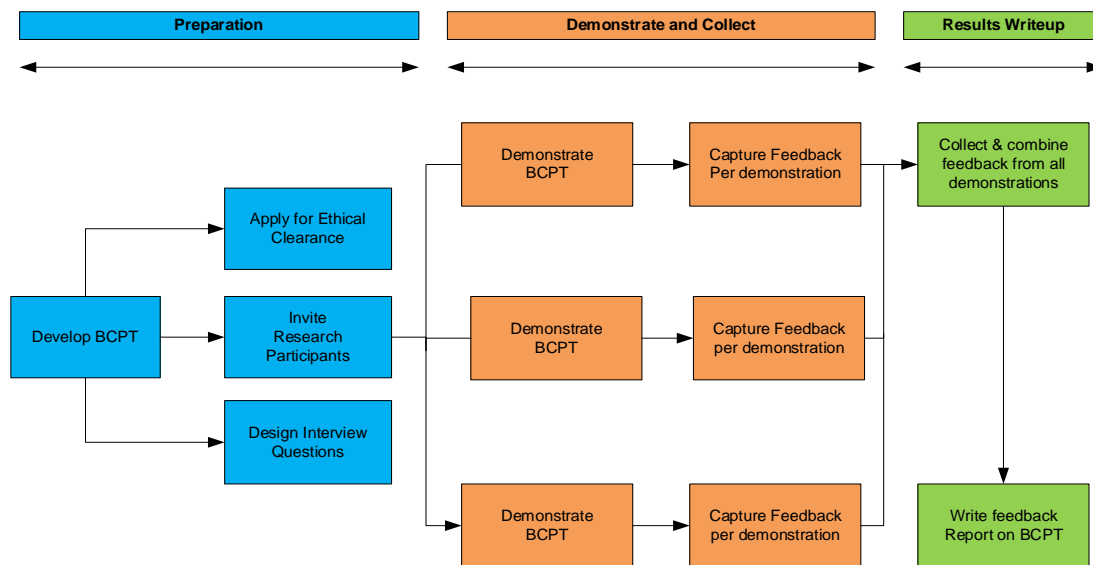 Preparation
Demonstrate and Collect
Results Writeup
Develop BCPT
Apply for Ethical
Clearance
Invite
Research
Participants
Design Interview
Questions
Demonstrate
BCPT
Capture Feedback
Per demonstration
Demonstrate
BCPT
Capture Feedback
per demonstration
Demonstrate
BCPT
Capture Feedback
per demonstration
Collect & combine
feedback from all
demonstrations
Write feedback
Report on BCPT